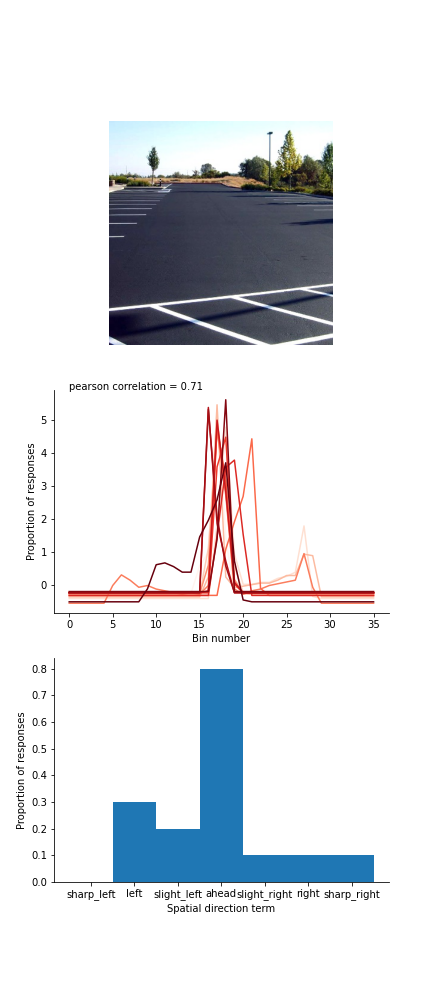 pearson correlation = 0.71
Proportion of responses
5
4
3
2
1
0
0 5 10 15 20 25 30 35
Bin number
Proportion of responses
0.8
0.7
0.6
0.5
0.4
0.3
0.2
0.1
0.0
sharp_left left slight_left ahead slight_right right sharp_right
Spatial direction term